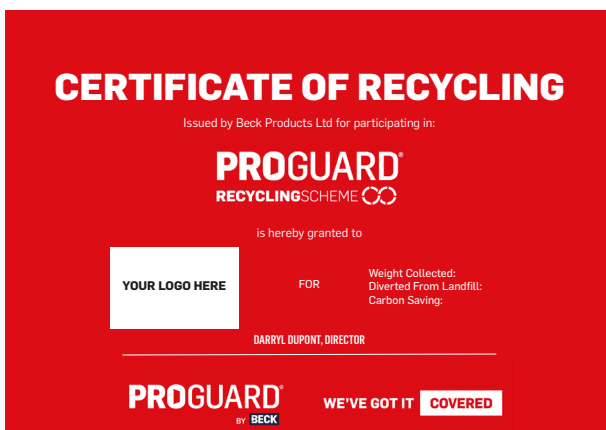 CERTIFICATE OF RECYCLING
Issued by Beck Products Ltd for participating in:
PROGUARD®
RECYCLINGSCHEME
is hereby granted to
YOUR LOGO HERE
FOR
Weight Collected:
Diverted From Landfill:
Carbon Saving:
DARRYL DUPONT, DIRECTOR
PROGUARD®
BY BECK
WE'VE GOT IT COVERED